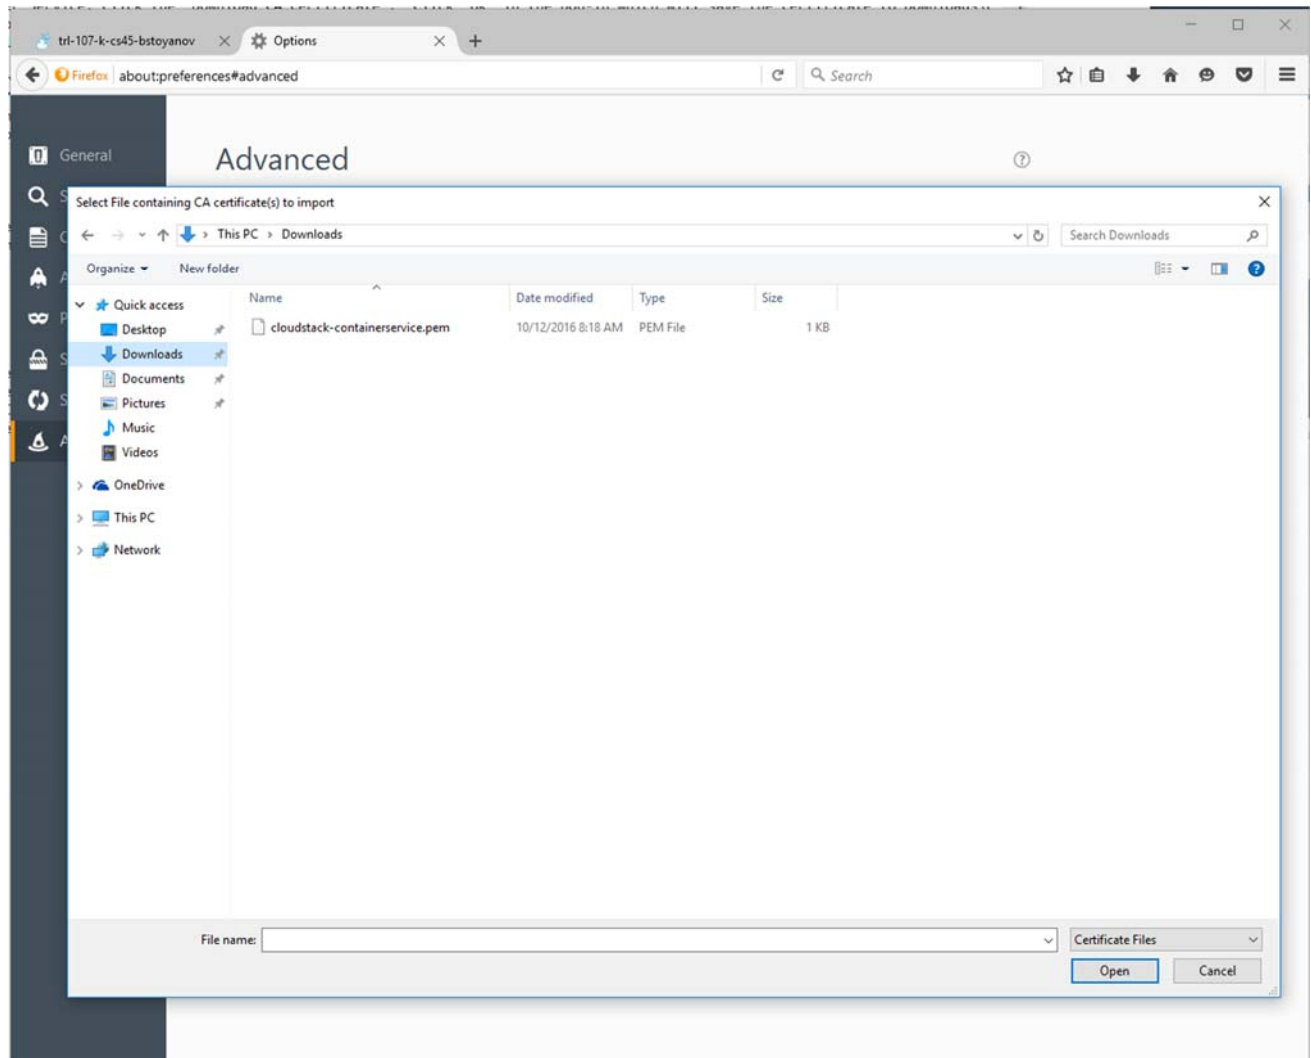 trl-107-k-cs45-bstoyanov
Options
Firefox about:preferences#advanced
Search
General
Advanced
Select File containing CA certificate(s) to import
This PC > Downloads
Search Downloads
Organize
New folder
Name
Date modified
Type
Size
Quick access
cloudstack-containerservice.pem 10/12/2016 8:18 AM PEM File 1 KB
Desktop
Downloads
Documents
Pictures
Music
Videos
OneDrive
This PC
Network
File name:
Certificate Files
Open
Cancel